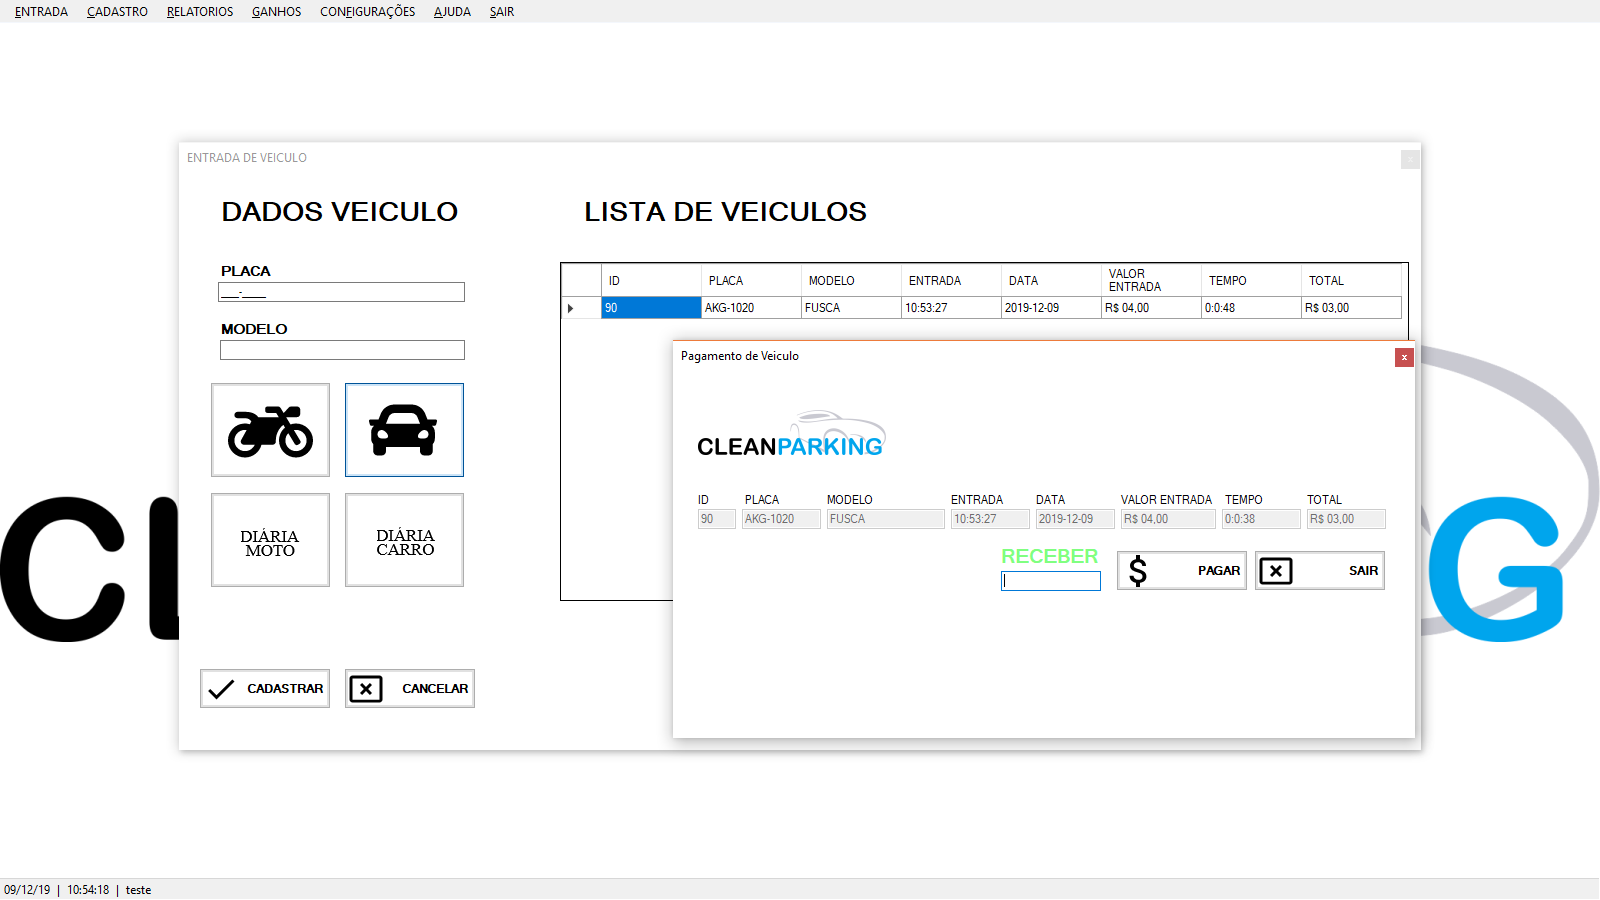 ENTRADA CADASTRO RELATORIOS GANHOS CONFIGURAÇÕES AJUDA SAIR
ENTRADA DE VEICULO x
DADOS VEICULO
LISTA DE VEICULOS
PLACA
___-____
MODELO
DIÁRIA
MOTO
DIÁRIA
CARRO
CADASTRAR
CANCELAR
ID PLACA MODELO ENTRADA DATA VALOR ENTRADA TEMPO TOTAL
90 AKG-1020 FUSCA 10:53:27 2019-12-09 R$ 04,00 0:0:48 R$ 03,00
Pagamento de Veiculo x
CLEANPARKING
ID PLACA MODELO ENTRADA DATA VALOR ENTRADA TEMPO TOTAL
90 AKG-1020 FUSCA 10:53:27 2019-12-09 R$ 04,00 0:0:38 R$ 03,00
RECEBER
$ PAGAR
SAIR
G
09/12/19 | 10:54:18 | teste